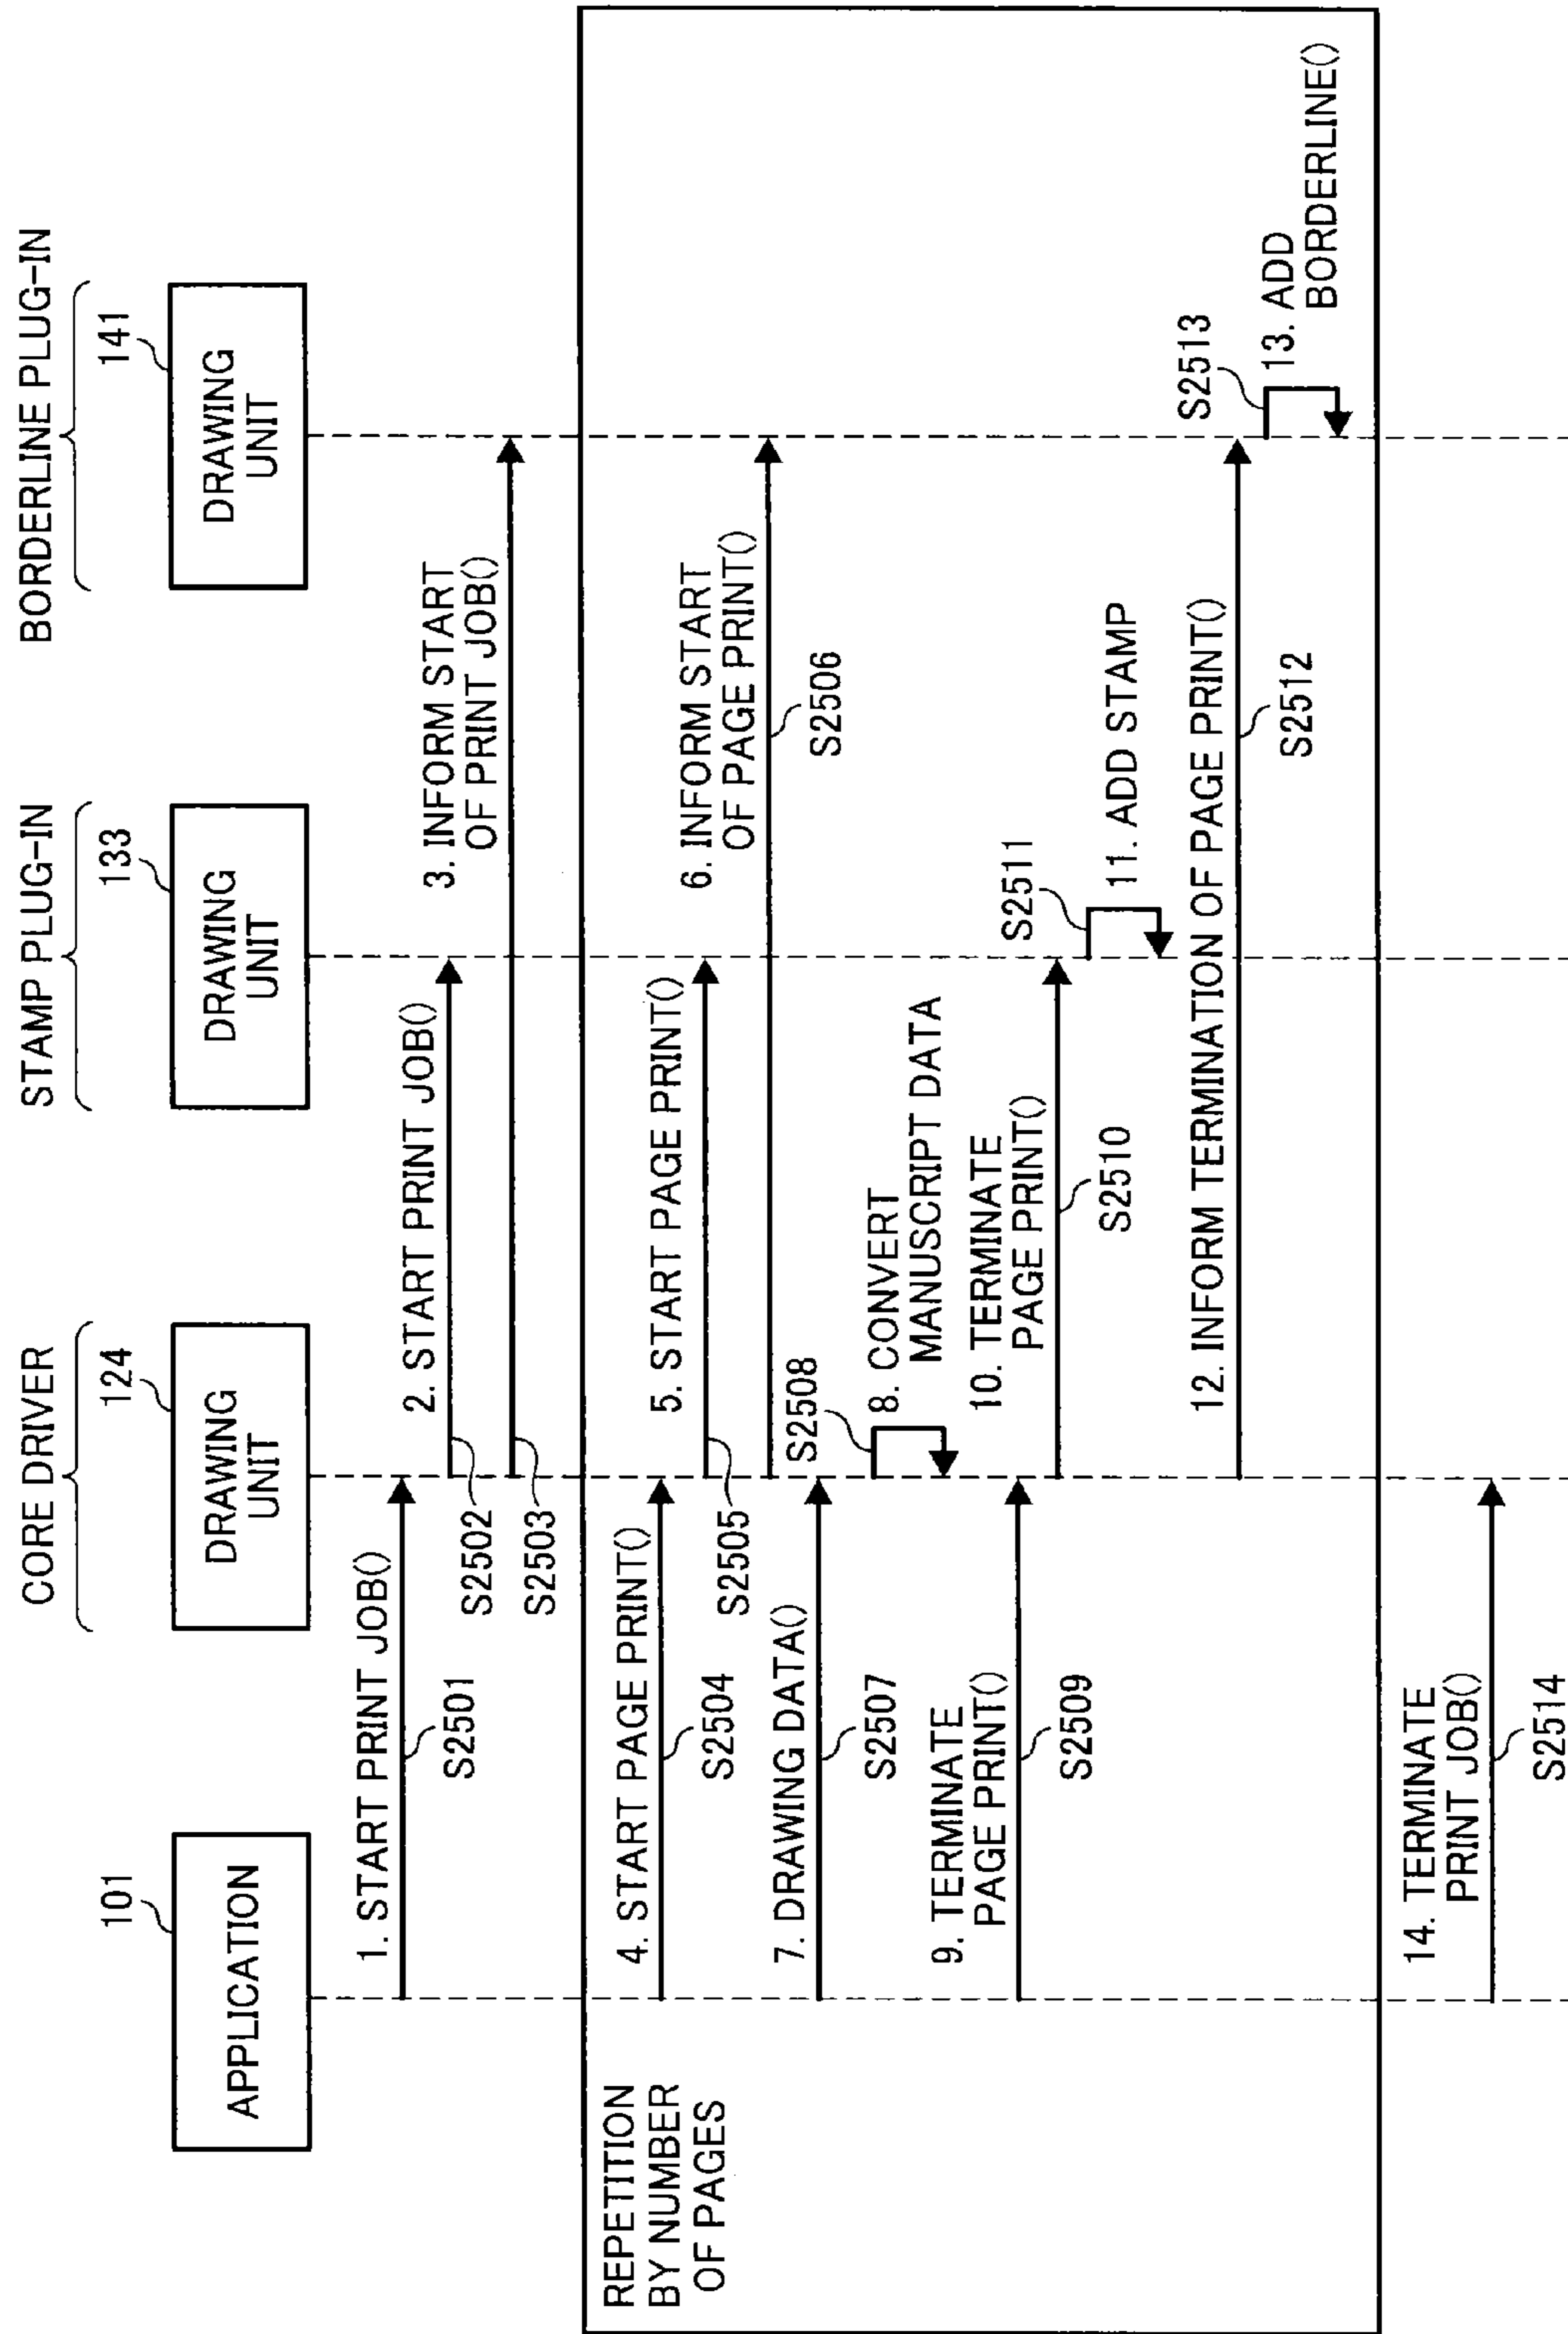 CORE DRIVER
STAMP PLUG-IN
BORDERLINE PLUG-IN
101
124
133
141
APPLICATION
DRAWING
UNIT
DRAWING
UNIT
DRAWING
UNIT
1. START PRINT JOB()
S2501
2. START PRINT JOB()
S2502
3. INFORM START
OF PRINT JOB()
S2503
REPETITION
BY NUMBER
OF PAGES
4. START PAGE PRINT()
S2504
5. START PAGE PRINT()
S2505
6. INFORM START
OF PAGE PRINT()
S2506
7. DRAWING DATA()
S2507
S2508
8. CONVERT
MANUSCRIPT DATA
9. TERMINATE
PAGE PRINT()
S2509
10. TERMINATE
PAGE PRINT()
S2510
S2511
11. ADD STAMP
12. INFORM TERMINATION OF PAGE PRINT()
S2512
S2513
13. ADD
BORDERLINE()
14. TERMINATE
PRINT JOB()
S2514